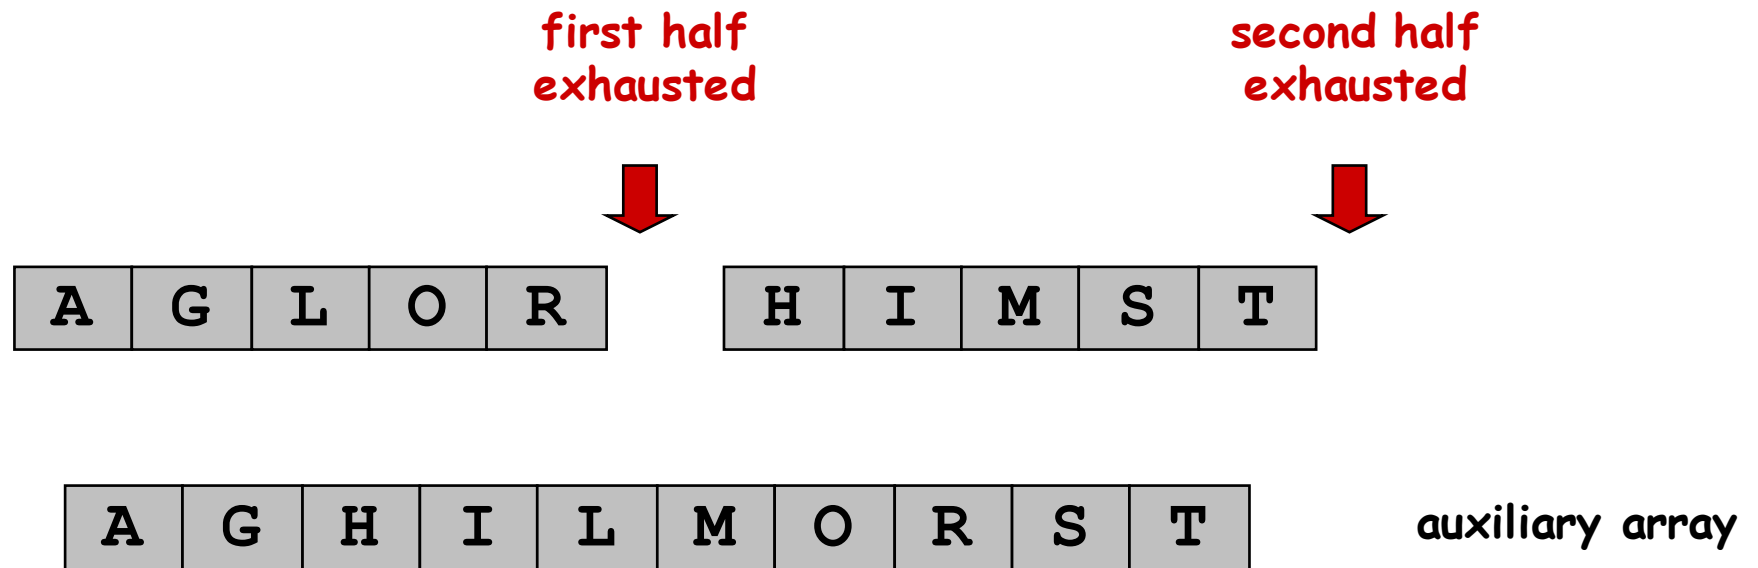 first half
exhausted
second half
exhausted
A G L O R H I M S T
A G H I L M O R S T
auxiliary array